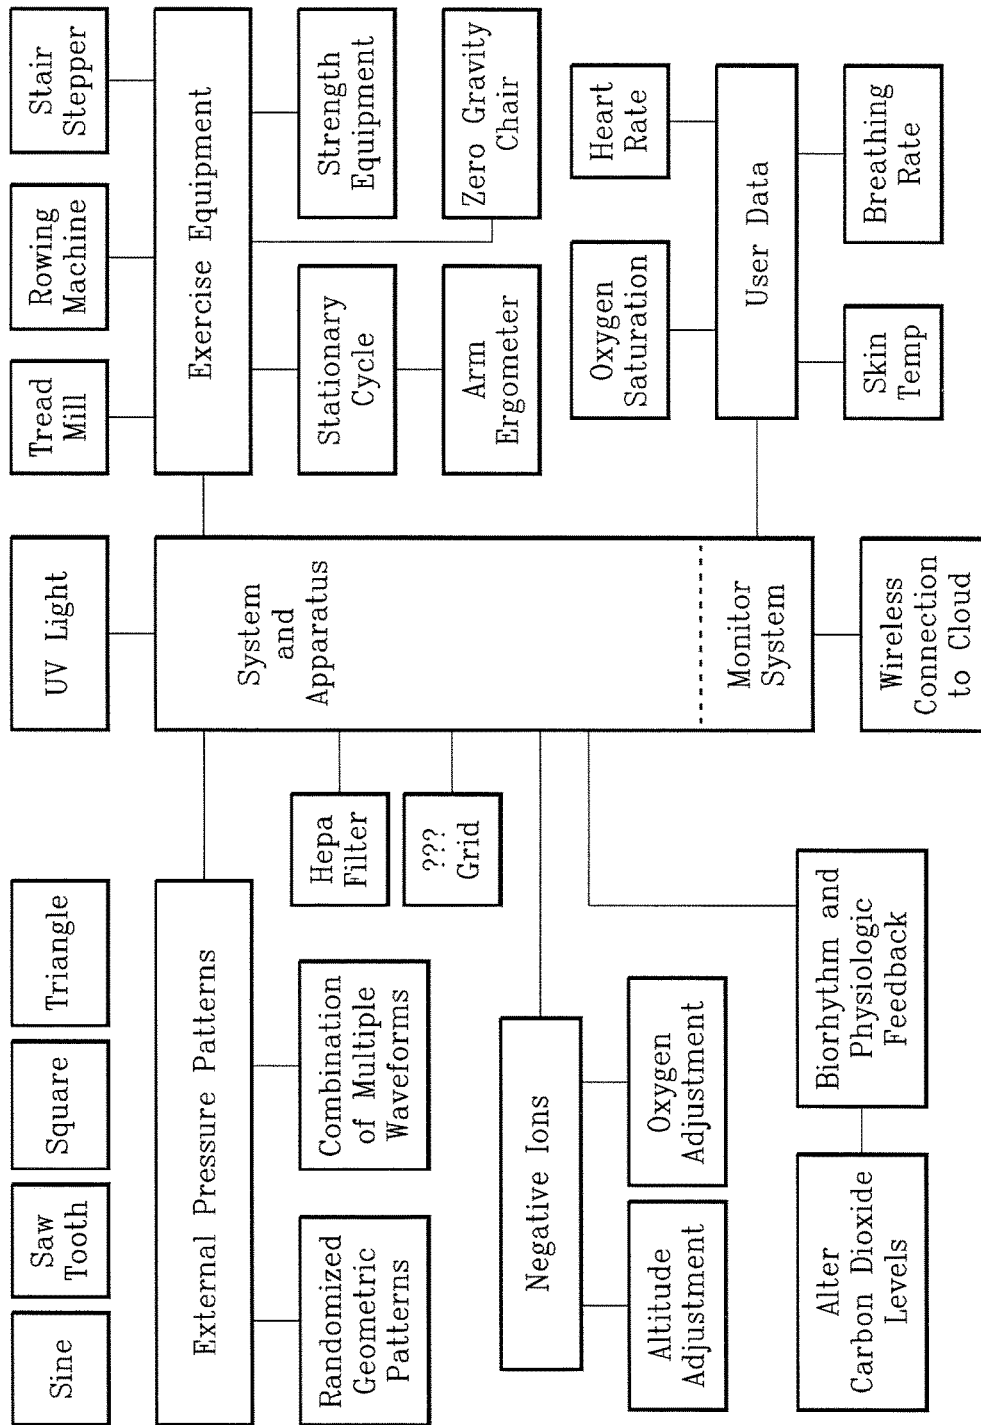 Sine
Saw
Tooth
Square
Triangle
UV Light
Tread
Mill
Rowing
Machine
Stair
Stepper
External Pressure Patterns
System
and
Apparatus
Exercise Equipment
Randomized
Geometric
Patterns
Combination
of Multiple
Waveforms
Hepa
Filter
???
Grid
Stationary
Cycle
Strength
Equipment
Arm
Ergometer
Zero Gravity
Chair
Negative Ions
Altitude
Adjustment
Oxygen
Adjustment
Oxygen
Saturation
Heart
Rate
Monitor
System
User Data
Alter
Carbon Dioxide
Levels
Biorhythm and
Physiologic
Feedback
Wireless
Connection
to Cloud
Skin
Temp
Breathing
Rate